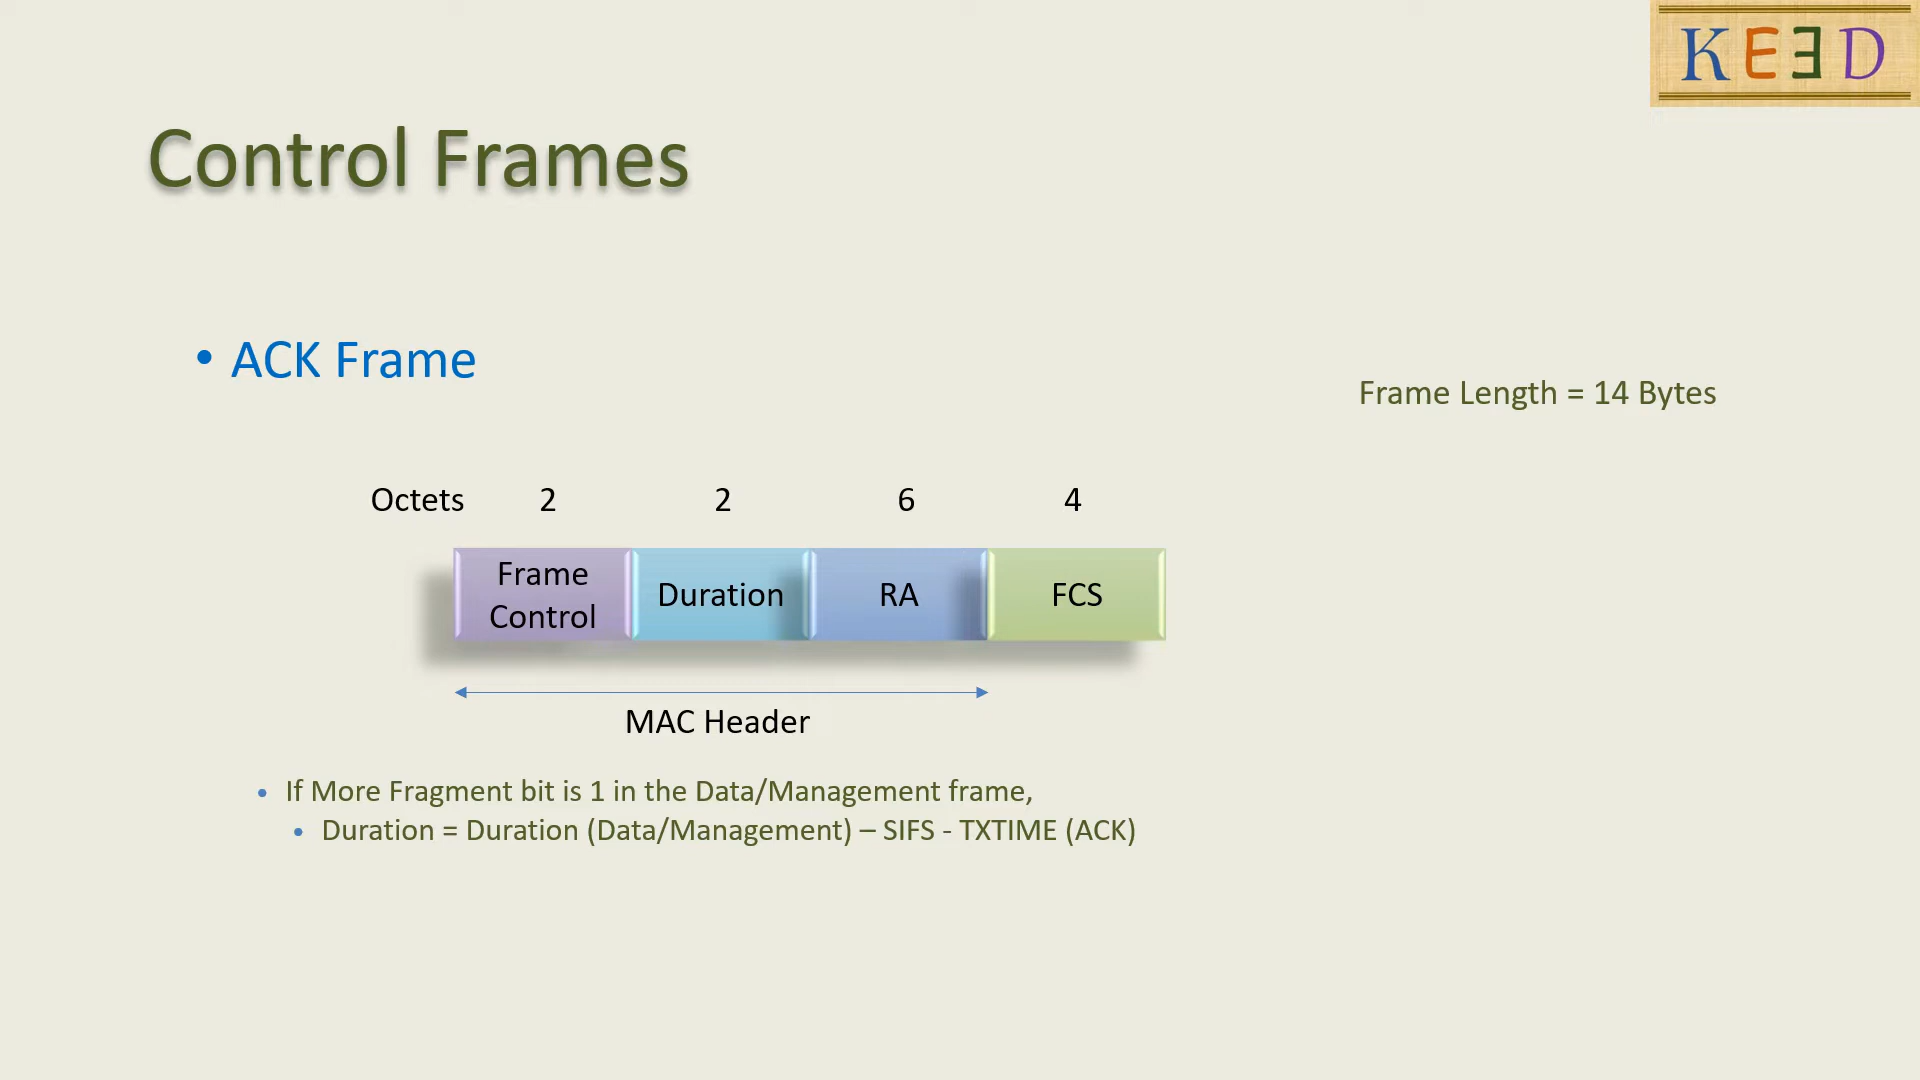 KEƎD
Control Frames
• ACK Frame
Frame Length = 14 Bytes
Octets 2 2 6 4
Frame Control Duration RA FCS
MAC Header
• If More Fragment bit is 1 in the Data/Management frame,
• Duration = Duration (Data/Management) – SIFS - TXTIME (ACK)